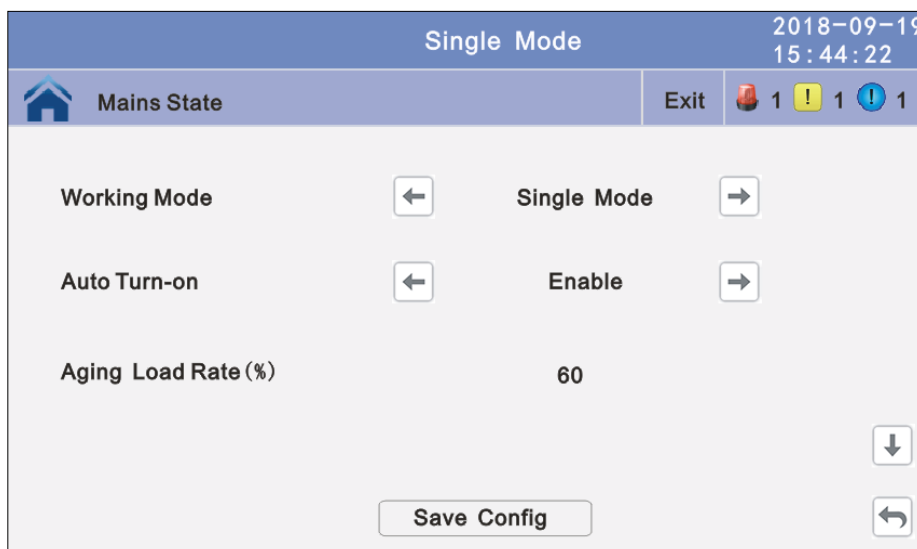 Single Mode
2018-09-19
15:44:22
Mains State Exit 1 ! 1 ! 1
Working Mode Single Mode
Auto Turn-on Enable
Aging Load Rate(%) 60
Save Config